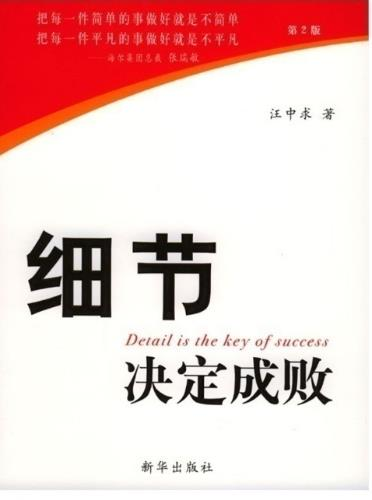 把每一件简单的事做好就是不简单
把每一件平凡的事做好就是不平凡
——海尔集团总裁 张瑞敏
第2版
汪中求 著
细节
Detail is the key of success
决定成败
新华出版社